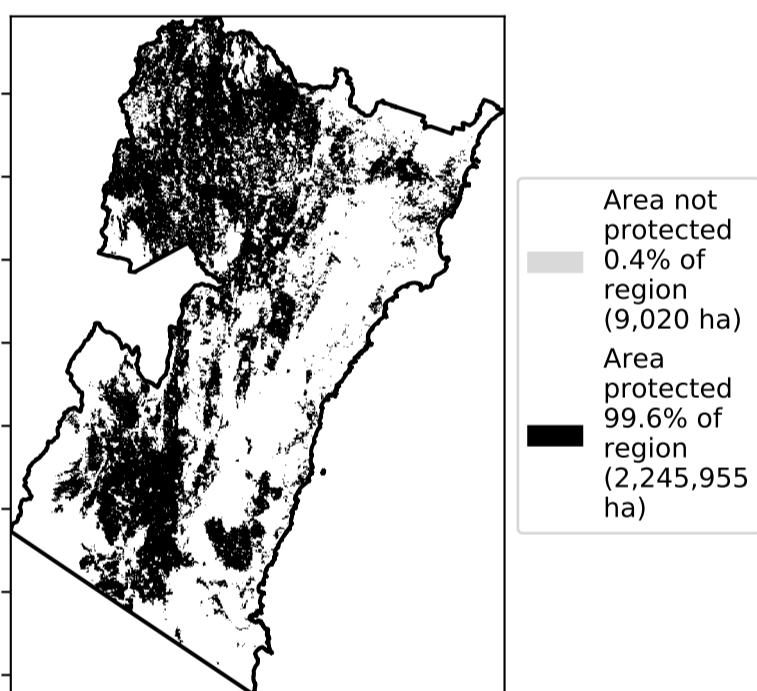 Area not
protected
0.4% of
region
(9,020 ha)
Area
protected
99.6% of
region
(2,245,955
ha)